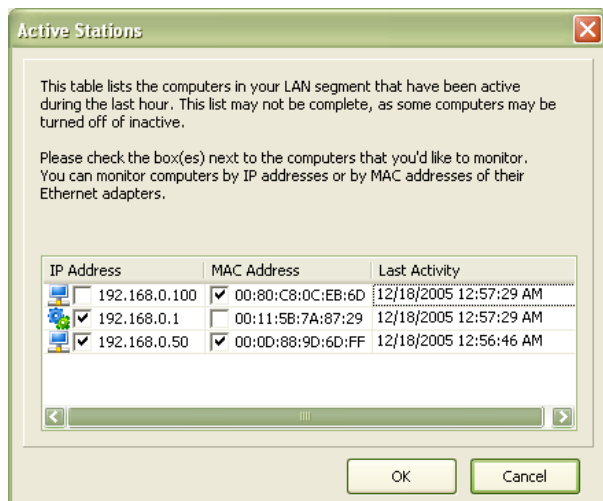 Active Stations
This table lists the computers in your LAN segment that have been active
during the last hour. This list may not be complete, as some computers may be
turned off of inactive.
Please check the box(es) next to the computers that you'd like to monitor.
You can monitor computers by IP addresses or by MAC addresses of their
Ethernet adapters.
IP Address MAC Address Last Activity
192.168.0.100 00:80:C8:0C:EB:6D 12/18/2005 12:57:29 AM
192.168.0.1 00:11:5B:7A:87:29 12/18/2005 12:57:29 AM
192.168.0.50 00:0D:88:9D:6D:FF 12/18/2005 12:56:46 AM
OK Cancel